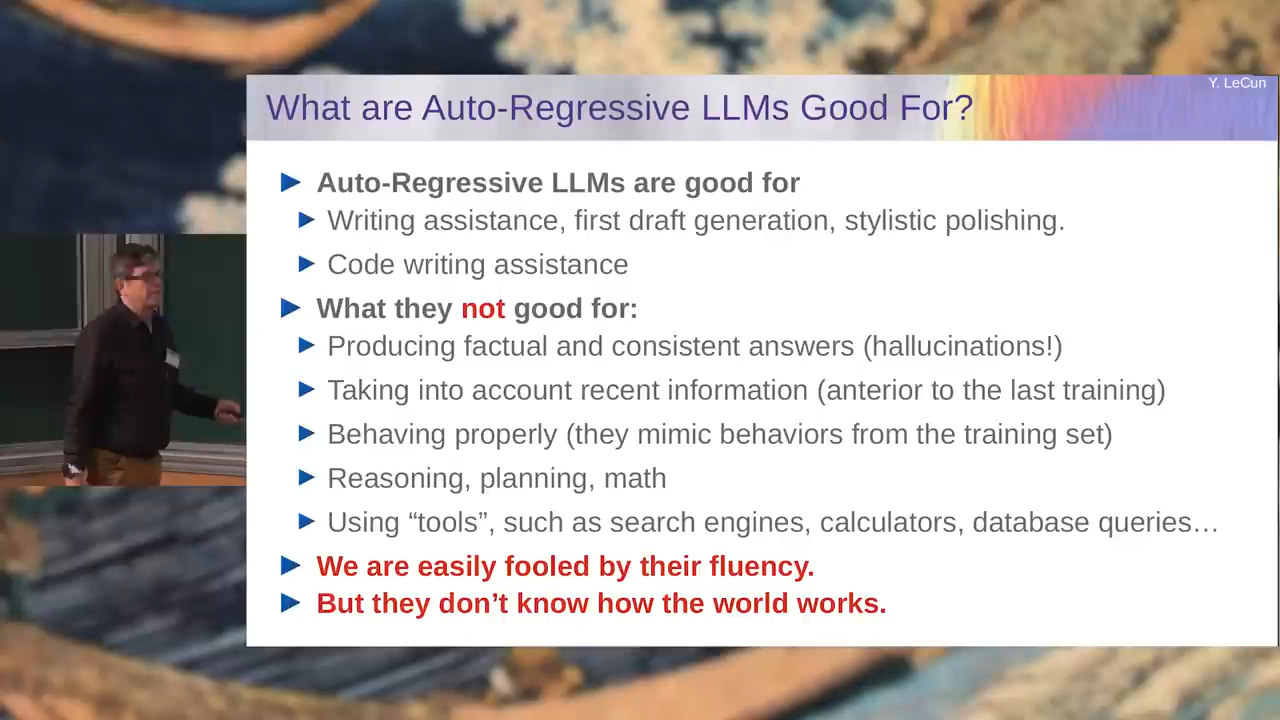 Y. LeCun
What are Auto-Regressive LLMs Good For?
Auto-Regressive LLMs are good for
Writing assistance, first draft generation, stylistic polishing.
Code writing assistance
What they not good for:
Producing factual and consistent answers (hallucinations!)
Taking into account recent information (anterior to the last training)
Behaving properly (they mimic behaviors from the training set)
Reasoning, planning, math
Using “tools”, such as search engines, calculators, database queries…
We are easily fooled by their fluency.
But they don’t know how the world works.